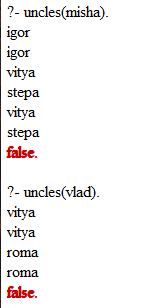 ?- uncles(misha).
igor
igor
vitya
stepa
vitya
stepa
false.
?- uncles(vlad).
vitya
vitya
roma
roma
false.